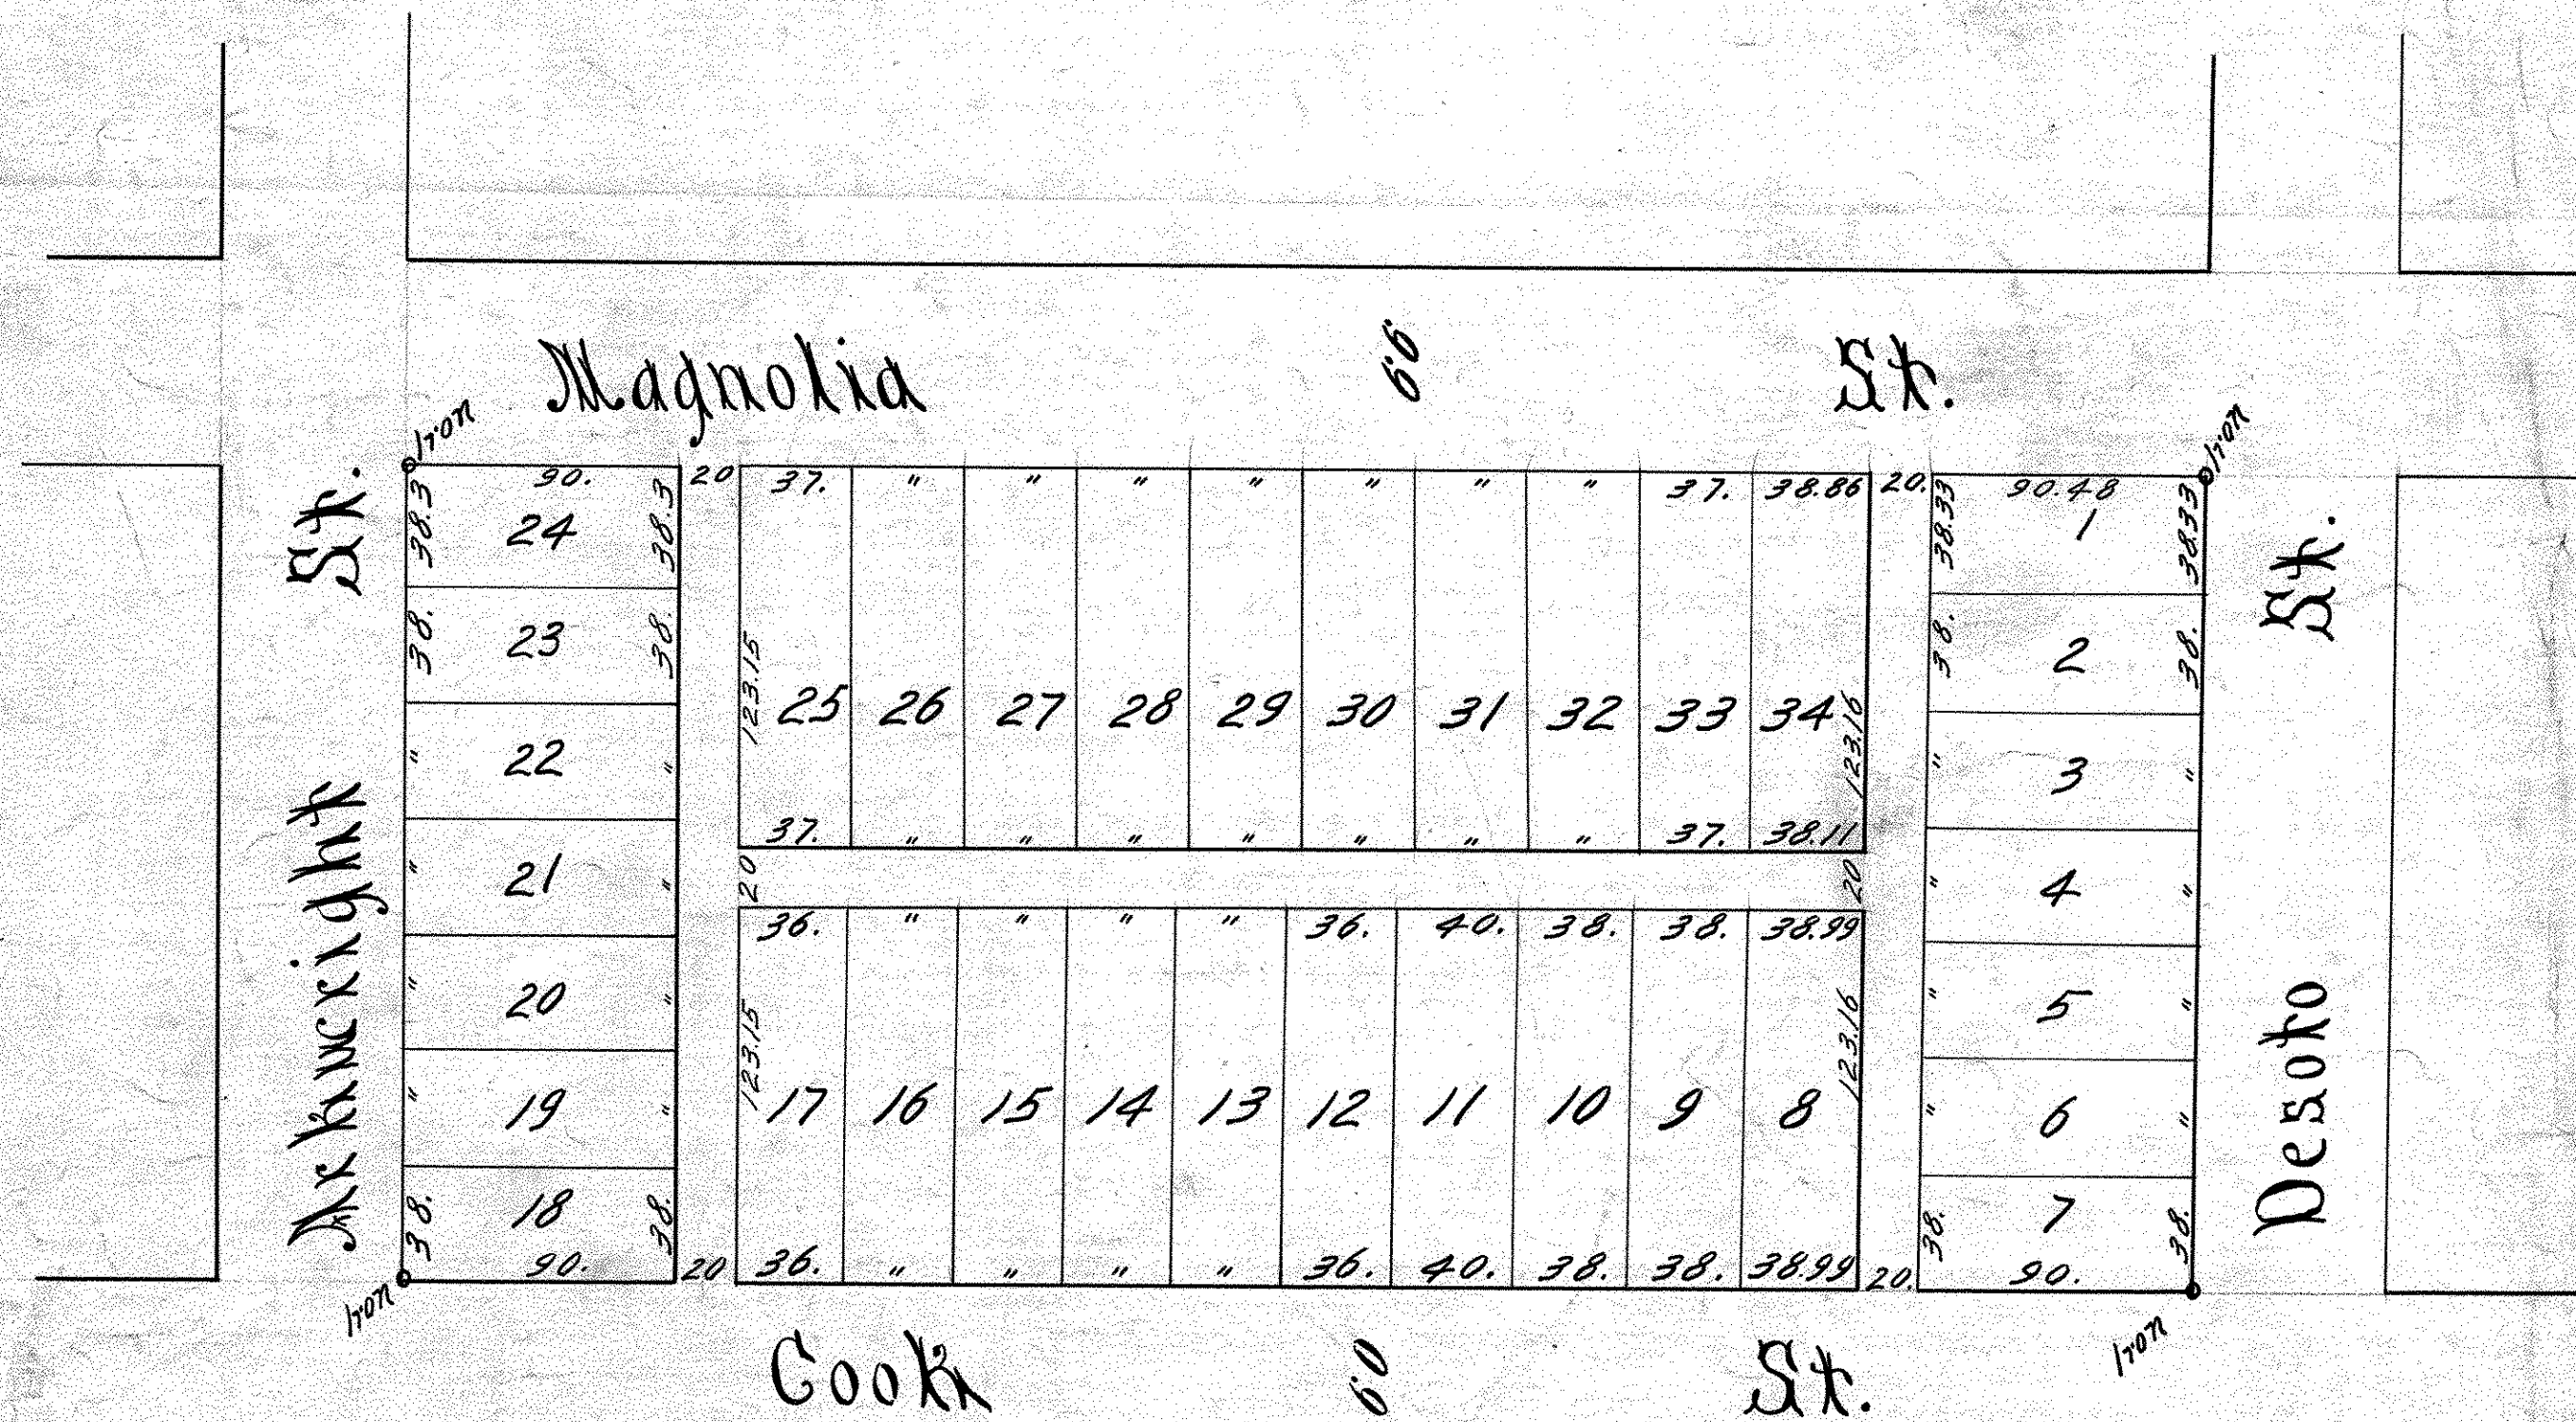 Magnolia 66 St.
Iron Iron
90. 20 37. " " " " " " " 37. 38.86 20. 90.48
38.3 24 38.3 38.33 1 38.33
38. 23 38. 38. 2 38.
" 22 " " 3 "
123.15 25 26 27 28 29 30 31 32 33 34 123.16
37. " " " " " " " 37. 38.11
" 21 " " 4 "
20 20
36. " " " " 36. 40. 38. 38. 38.99
" 20 " " 5 "
123.15 17 16 15 14 13 12 11 10 9 8 123.16
" 19 " " 6 "
38. 18 38. 38. 7 38.
90. 20 36. " " " " 36. 40. 38. 38. 38.99 20. 90.
Iron Iron
Arkwright St.
Desoto St.
Cook 60 St.